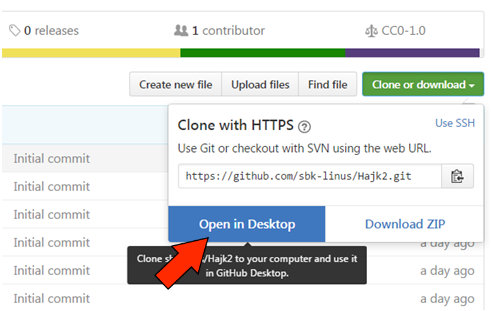 0 releases
1 contributor
CC0-1.0
Create new file
Upload files
Find file
Clone or download
Clone with HTTPS
Use SSH
Use Git or checkout with SVN using the web URL.
https://github.com/sbk-linus/Hajk2.git
Open in Desktop
Download ZIP
Clone s /Hajk2 to your computer and use it
in GitHub Desktop.
Initial commit
Initial commit
Initial commit
Initial commit
a day ago
Initial commit
a day ago
Initial commit
a day ago